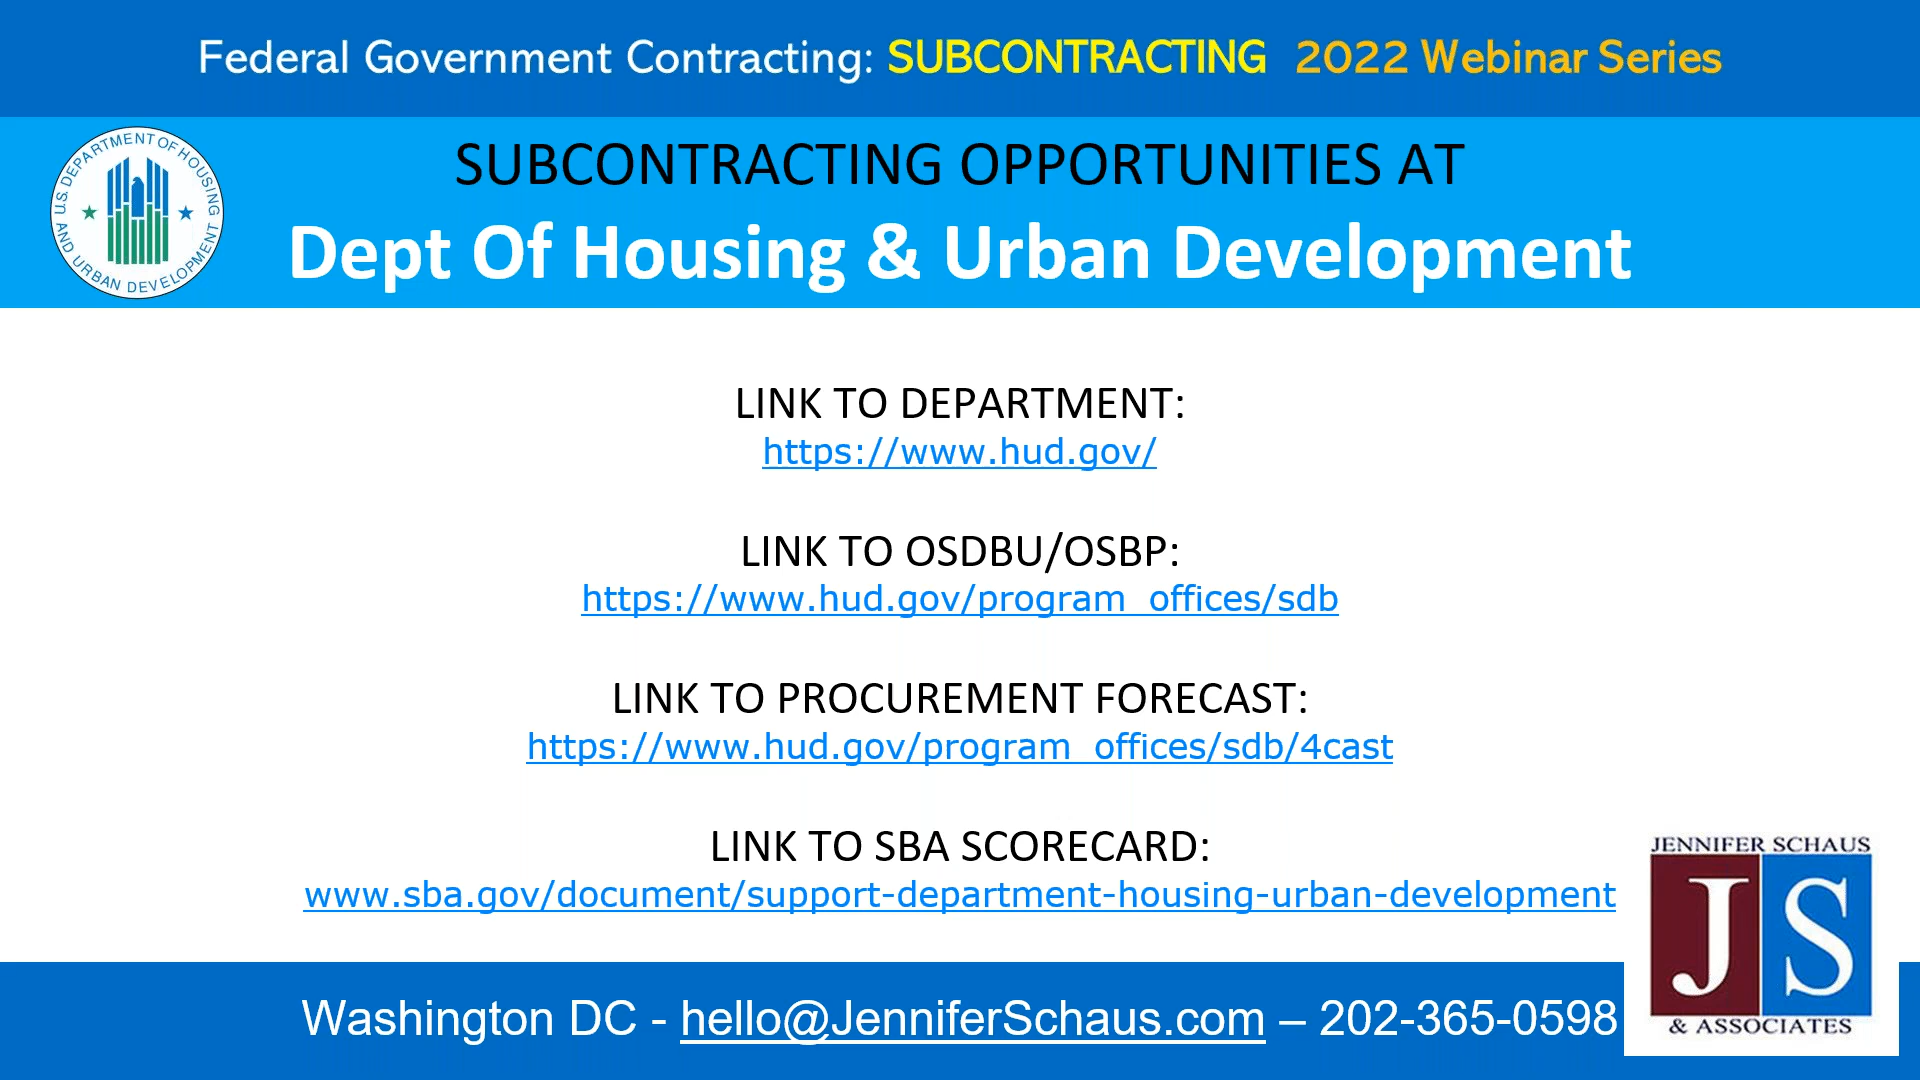 Federal Government Contracting: SUBCONTRACTING 2022 Webinar Series
U.S. DEPARTMENT OF HOUSING AND URBAN DEVELOPMENT
SUBCONTRACTING OPPORTUNITIES AT
Dept Of Housing & Urban Development
LINK TO DEPARTMENT:
https://www.hud.gov/
LINK TO OSDBU/OSBP:
https://www.hud.gov/program_offices/sdb
LINK TO PROCUREMENT FORECAST:
https://www.hud.gov/program_offices/sdb/4cast
LINK TO SBA SCORECARD:
www.sba.gov/document/support-department-housing-urban-development
JENNIFER SCHAUS
JS
& ASSOCIATES
Washington DC - hello@JenniferSchaus.com – 202-365-0598